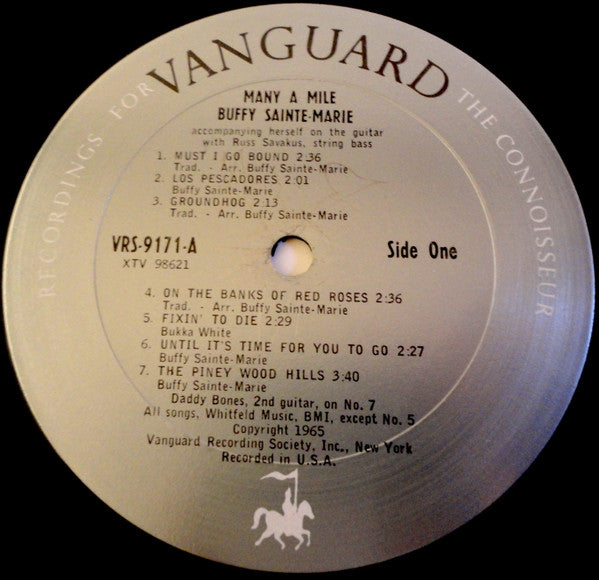 VANGUARD
RECORDINGS FOR THE CONNOISSEUR
MANY A MILE
BUFFY SAINTE-MARIE
accompanying herself on the guitar
with Russ Savakus, string bass
1. MUST I GO BOUND 2:36
Trad. - Arr. Buffy Sainte-Marie
2. LOS PESCADORES 2:01
Buffy Sainte-Marie
3. GROUNDHOG 2:13
Trad. - Arr. Buffy Sainte-Marie
VRS-9171-A
Side One
XTV 98621
4. ON THE BANKS OF RED ROSES 2:36
Trad. - Arr. Buffy Sainte-Marie
5. FIXIN' TO DIE 2:29
Bukka White
6. UNTIL IT'S TIME FOR YOU TO GO 2:27
Buffy Sainte-Marie
7. THE PINEY WOOD HILLS 3:40
Buffy Sainte-Marie
Daddy Bones, 2nd guitar, on No. 7
All songs, Whitfeld Music, BMI, except No. 5
Copyright 1965
Vanguard Recording Society, Inc., New York
Recorded in U.S.A.